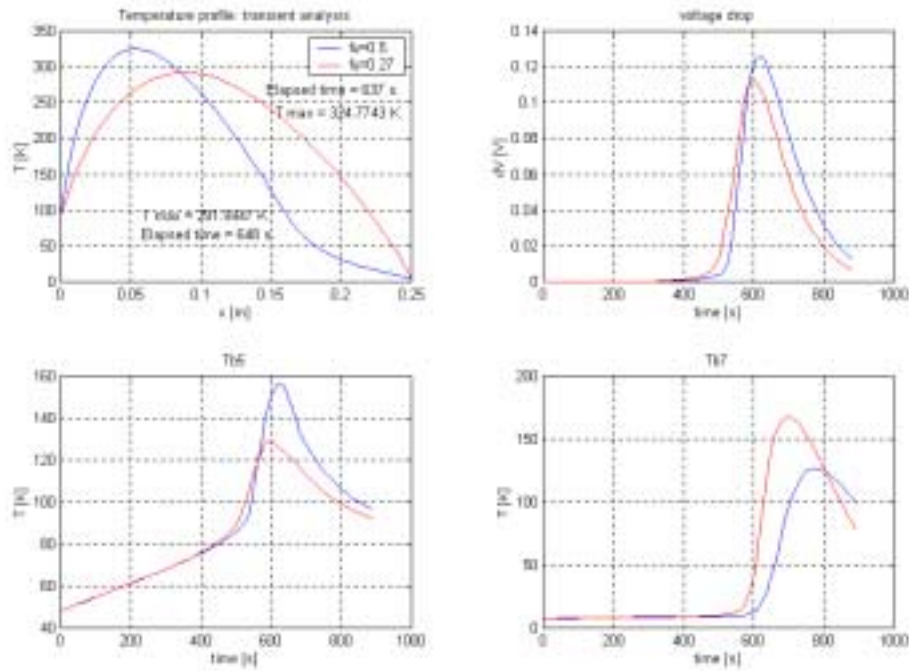 Temperature profile: transient analysis
350
300
250
200
150
100
50
0
T [K]
fv=0.5
fv=0.27
Elapsed time = 637 s
T max = 324.7743 K
T max =
Elapsed time = 648 s
0
0.05
0.1
0.15
0.2
0.25
x [m]
voltage drop
0.14
0.12
0.1
0.08
0.06
0.04
0.02
0
dV [V]
0
200
400
600
800
1000
time [s]
Tb5
160
140
120
100
80
60
40
T [K]
0
200
400
600
800
1000
time [s]
Tb7
200
150
100
50
0
T [K]
0
200
400
600
800
1000
time [s]